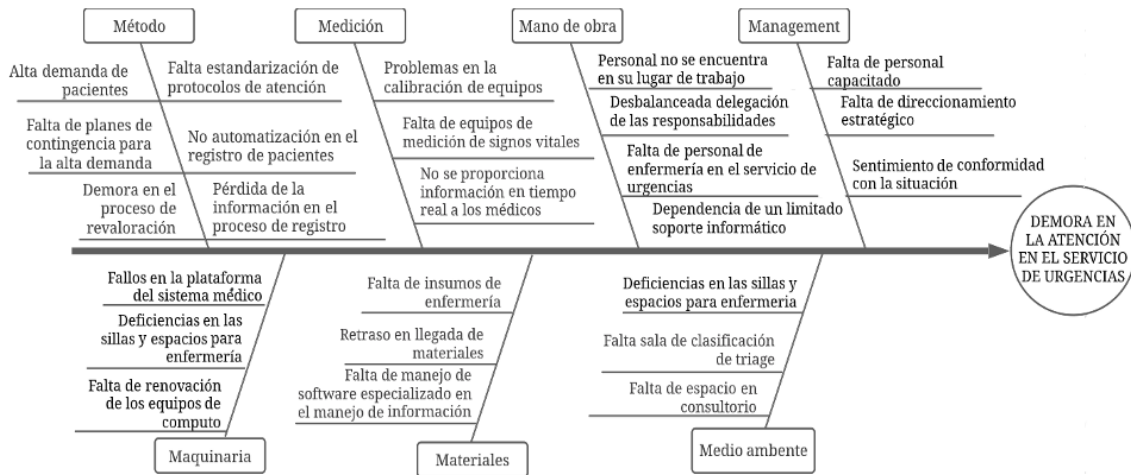 Método
Medición
Mano de obra
Management
Alta demanda de
pacientes
Falta estandarización de
protocolos de atención
Falta de planes de
contingencia para
la alta demanda
No automatización en el
registro de pacientes
Demora en el
proceso de
revaloración
Pérdida de la
información en el
proceso de registro
Problemas en la
calibración de equipos
Falta de equipos de
medición de signos vitales
No se proporciona
información en tiempo
real a los médicos
Personal no se encuentra
en su lugar de trabajo
Desbalanceada delegación
de las responsabilidades
Falta de personal de
enfermería en el servicio de
urgencias
Dependencia de un limitado
soporte informático
Falta de personal
capacitado
Falta de direccionamiento
estratégico
Sentimiento de conformidad
con la situación
DEMORA EN
LA ATENCIÓN
EN EL SERVICIO
DE URGENCIAS
Fallos en la plataforma
del sistema médico
Deficiencias en las
sillas y espacios para
enfermería
Falta de renovación
de los equipos de
computo
Falta de insumos de
enfermería
Retraso en llegada de
materiales
Falta de manejo de
software especializado en
el manejo de información
Deficiencias en las sillas y
espacios para enfermeria
Falta sala de clasificación
de triage
Falta de espacio en
consultorio
Maquinaria
Materiales
Medio ambiente